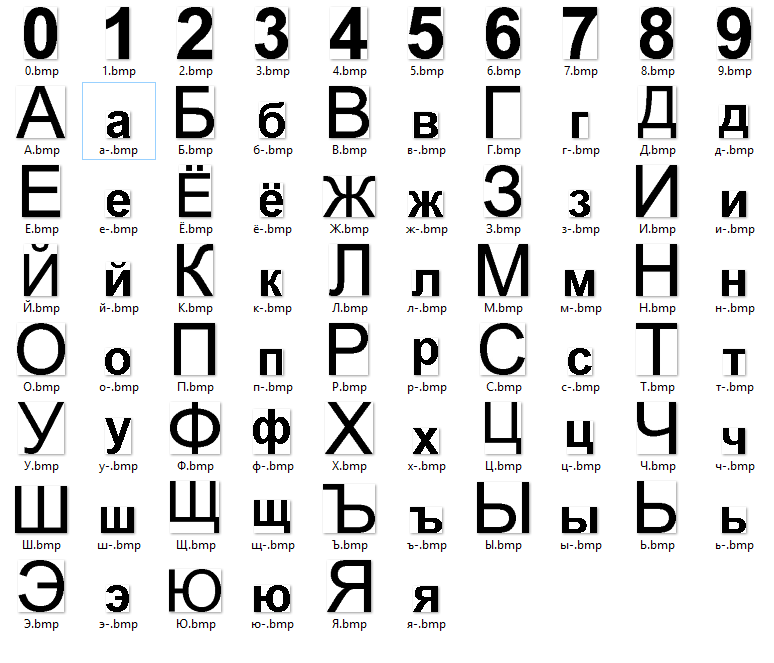 0 1 2 3 4 5 6 7 8 9
0.bmp 1.bmp 2.bmp 3.bmp 4.bmp 5.bmp 6.bmp 7.bmp 8.bmp 9.bmp
А а Б б В в Г г Д д
А.bmp а-.bmp Б.bmp б-.bmp В.bmp в-.bmp Г.bmp г-.bmp Д.bmp д-.bmp
Е е Ё ё Ж ж З з И и
Е.bmp е-.bmp Ё.bmp ё-.bmp Ж.bmp ж-.bmp З.bmp з-.bmp И.bmp и-.bmp
Й й К к Л л М м Н н
Й.bmp й-.bmp К.bmp к-.bmp Л.bmp л-.bmp М.bmp м-.bmp Н.bmp н-.bmp
О о П п Р р С с Т т
О.bmp о-.bmp П.bmp п-.bmp Р.bmp р-.bmp С.bmp с-.bmp Т.bmp т-.bmp
У у Ф ф Х х Ц ц Ч ч
У.bmp у-.bmp Ф.bmp ф-.bmp Х.bmp х-.bmp Ц.bmp ц-.bmp Ч.bmp ч-.bmp
Ш ш Щ щ Ъ ъ Ы ы Ь ь
Ш.bmp ш-.bmp Щ.bmp щ-.bmp Ъ.bmp ъ-.bmp Ы.bmp ы-.bmp Ь.bmp ь-.bmp
Э э Ю ю Я я
Э.bmp э-.bmp Ю.bmp ю-.bmp Я.bmp я-.bmp